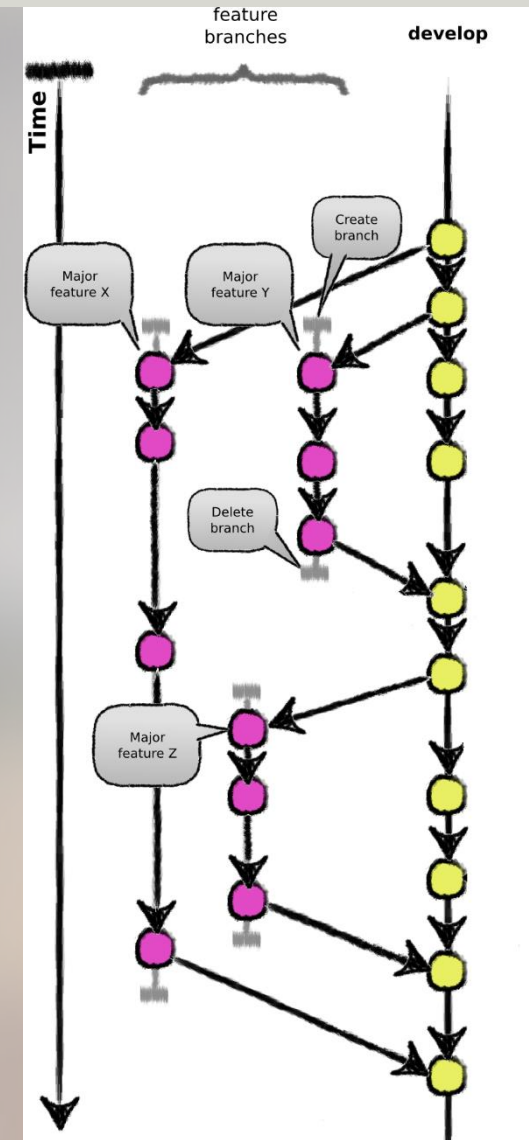 feature
branches
develop
Time
Create
branch
Major
feature X
Major
feature Y
Delete
branch
Major
feature Z